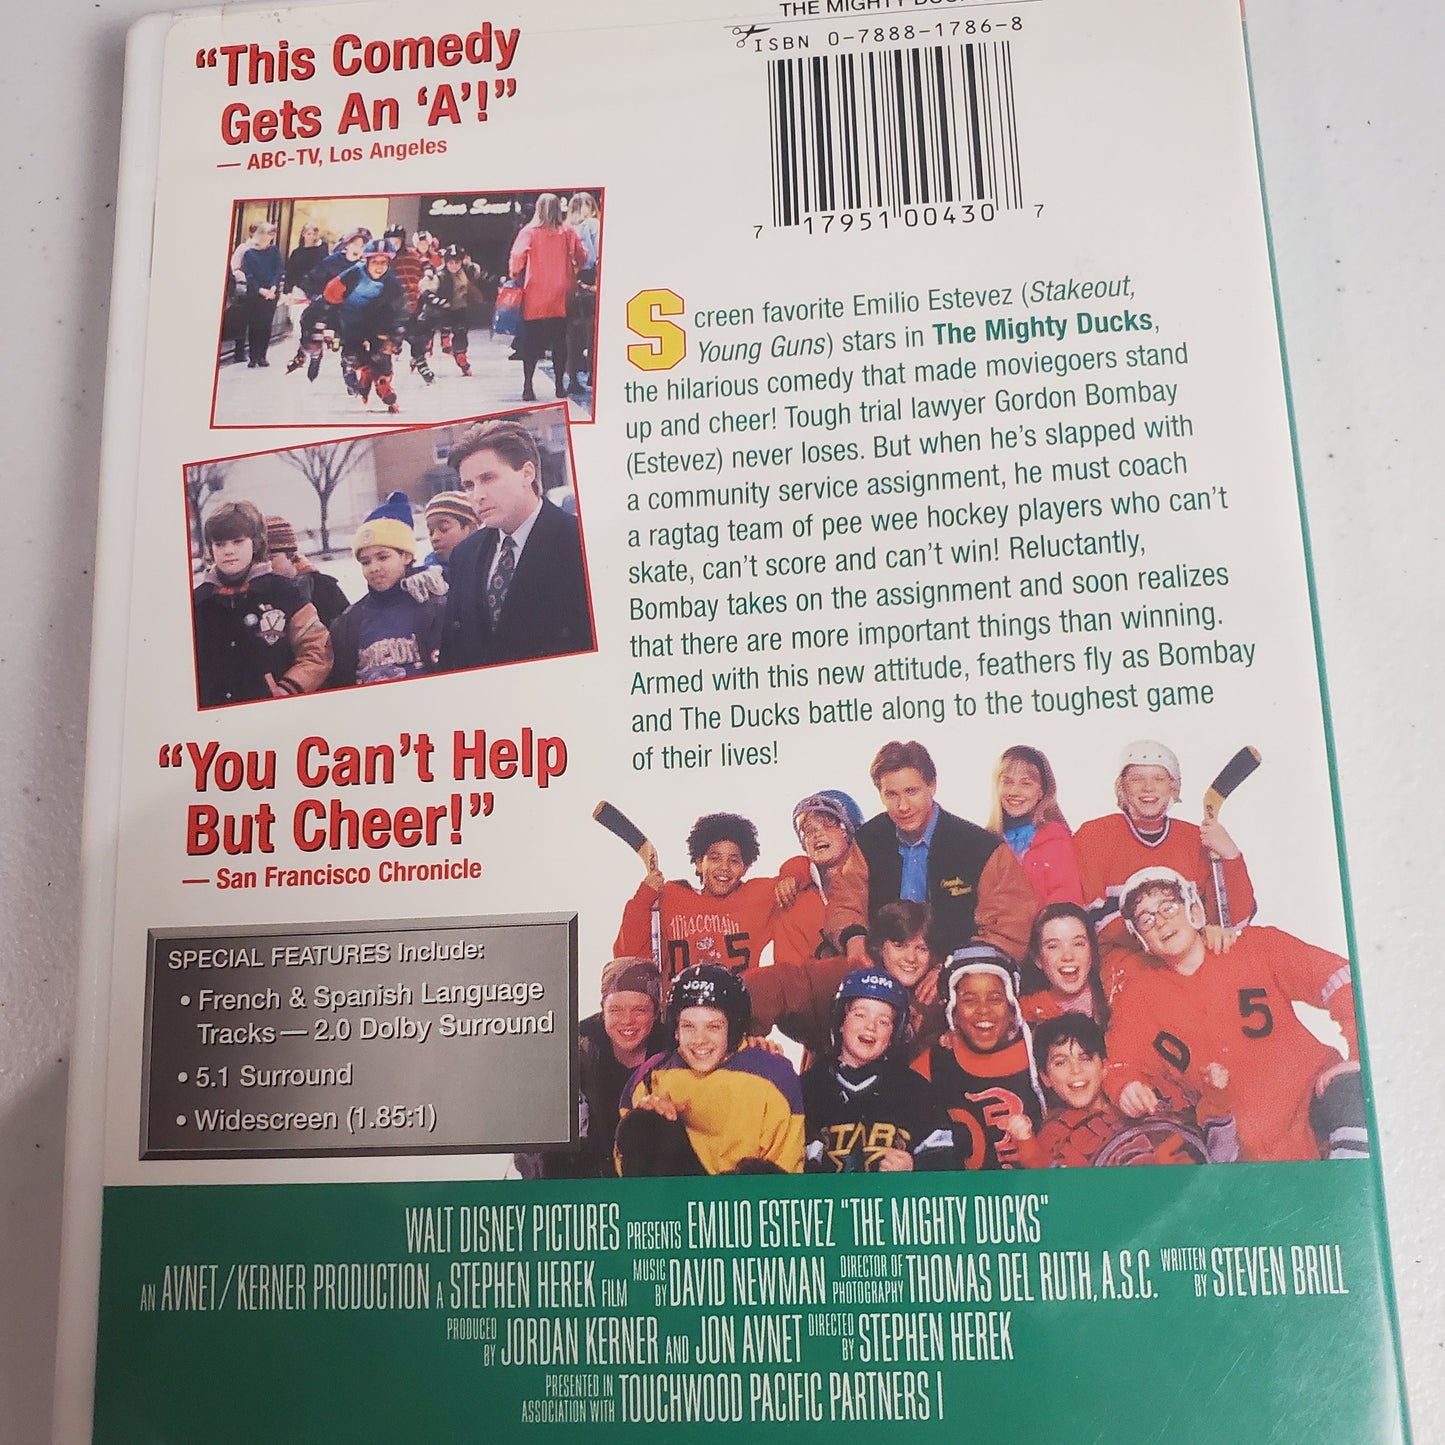 THE MIGHTY DUCKS
ISBN 0-7888-1786-8
7 17951 00430 7
"This Comedy
Gets An 'A'!"
— ABC-TV, Los Angeles
Screen favorite Emilio Estevez (Stakeout,
Young Guns) stars in The Mighty Ducks,
the hilarious comedy that made moviegoers stand
up and cheer! Tough trial lawyer Gordon Bombay
(Estevez) never loses. But when he's slapped with
a community service assignment, he must coach
a ragtag team of pee wee hockey players who can't
skate, can't score and can't win! Reluctantly,
Bombay takes on the assignment and soon realizes
that there are more important things than winning.
Armed with this new attitude, feathers fly as Bombay
and The Ducks battle along to the toughest game
of their lives!
"You Can't Help
But Cheer!"
— San Francisco Chronicle
SPECIAL FEATURES Include:
• French & Spanish Language
Tracks — 2.0 Dolby Surround
• 5.1 Surround
• Widescreen (1.85:1)
Wisconsin
05
JOFA
JOFA
STARS
05
WALT DISNEY PICTURES PRESENTS EMILIO ESTEVEZ "THE MIGHTY DUCKS"
AN AVNET/KERNER PRODUCTION A STEPHEN HEREK FILM MUSIC BY DAVID NEWMAN DIRECTOR OF PHOTOGRAPHY THOMAS DEL RUTH, A.S.C. WRITTEN BY STEVEN BRILL
PRODUCED BY JORDAN KERNER AND JON AVNET DIRECTED BY STEPHEN HEREK
PRESENTED IN ASSOCIATION WITH TOUCHWOOD PACIFIC PARTNERS I